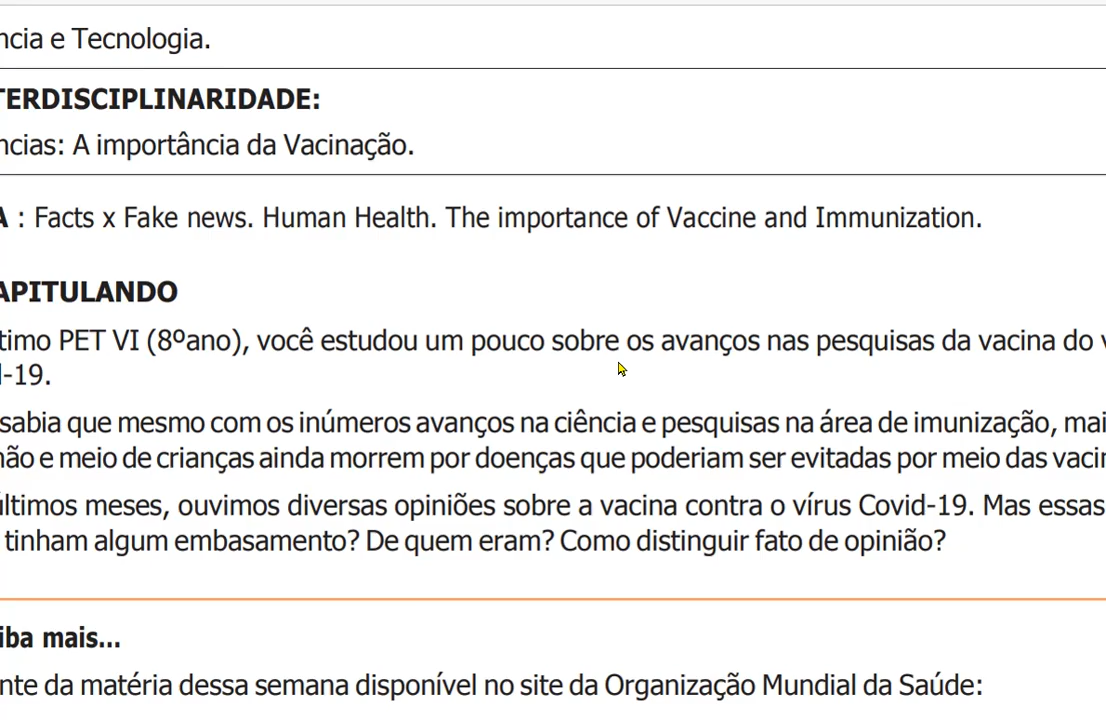 ncia e Tecnologia.
TERDISCIPLINARIDADE:
ncias: A importância da Vacinação.
A : Facts x Fake news. Human Health. The importance of Vaccine and Immunization.
APITULANDO
timo PET VI (8ºano), você estudou um pouco sobre os avanços nas pesquisas da vacina do v
d-19.
sabia que mesmo com os inúmeros avanços na ciência e pesquisas na área de imunização, mai
hão e meio de crianças ainda morrem por doenças que poderiam ser evitadas por meio das vacin
últimos meses, ouvimos diversas opiniões sobre a vacina contra o vírus Covid-19. Mas essas
tinham algum embasamento? De quem eram? Como distinguir fato de opinião?
iba mais...
nte da matéria dessa semana disponível no site da Organização Mundial da Saúde: